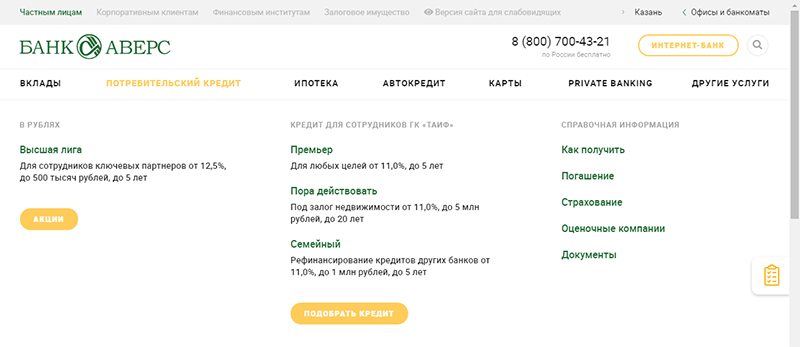 Частным лицам Корпоративным клиентам Финансовым институтам Залоговое имущество Версия сайта для слабовидящих Казань Офисы и банкоматы
БАНК АВЕРС
8 (800) 700-43-21
по России бесплатно
ИНТЕРНЕТ-БАНК
ВКЛАДЫ ПОТРЕБИТЕЛЬСКИЙ КРЕДИТ ИПОТЕКА АВТОКРЕДИТ КАРТЫ PRIVATE BANKING ДРУГИЕ УСЛУГИ
В РУБЛЯХ
Высшая лига
Для сотрудников ключевых партнеров от 12,5%,
до 500 тысяч рублей, до 5 лет
АКЦИИ
КРЕДИТ ДЛЯ СОТРУДНИКОВ ГК «ТАИФ»
Премьер
Для любых целей от 11,0%, до 5 лет
Пора действовать
Под залог недвижимости от 11,0%, до 5 млн
рублей, до 20 лет
Семейный
Рефинансирование кредитов других банков от
11,0%, до 1 млн рублей, до 5 лет
ПОДОБРАТЬ КРЕДИТ
СПРАВОЧНАЯ ИНФОРМАЦИЯ
Как получить
Погашение
Страхование
Оценочные компании
Документы